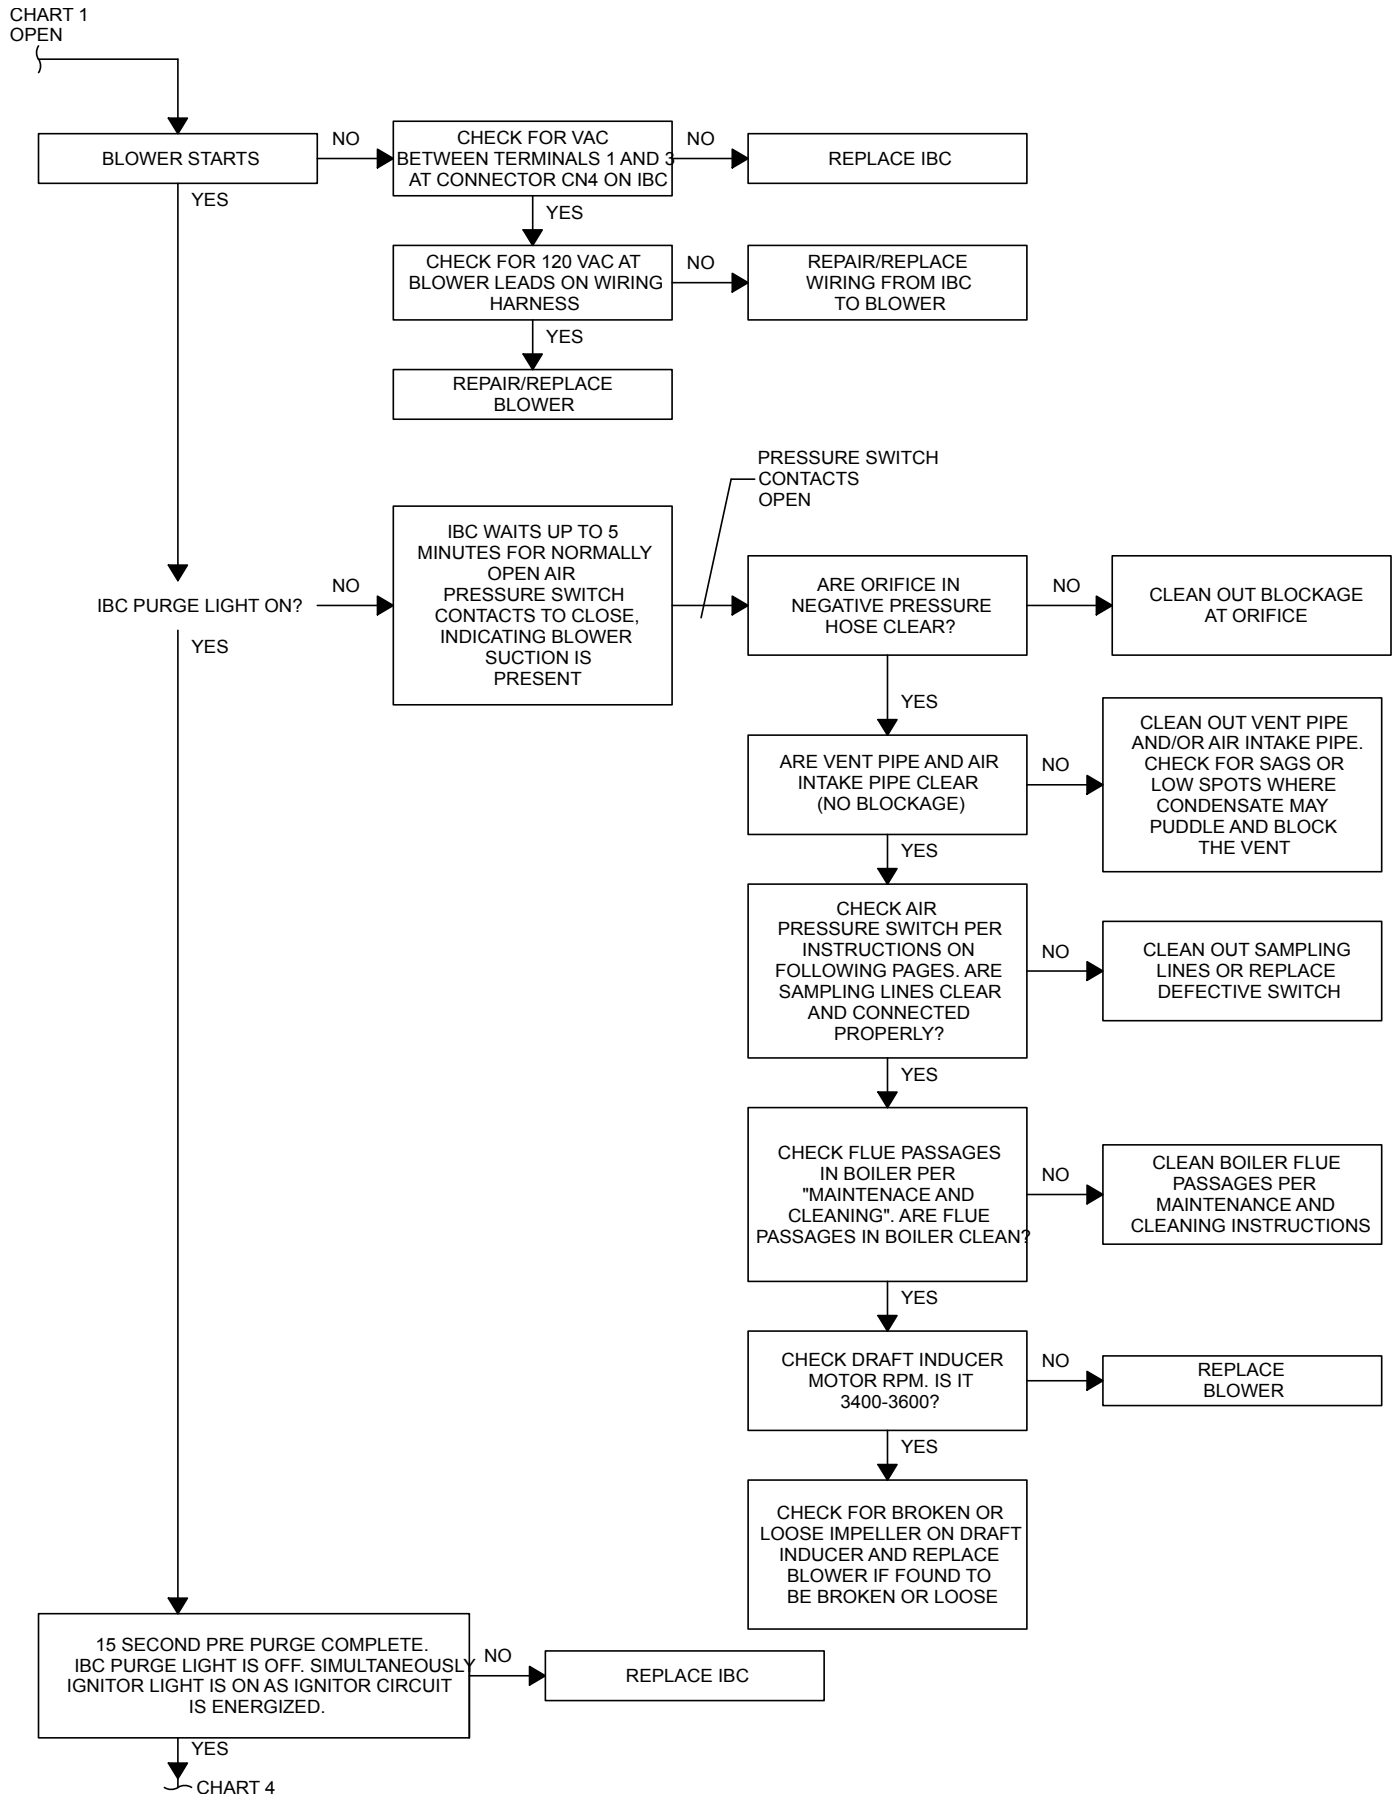 CHART 1
OPEN
BLOWER STARTS
NO
CHECK FOR VAC
BETWEEN TERMINALS 1 AND 3
AT CONNECTOR CN4 ON IBC
NO
REPLACE IBC
YES
YES
CHECK FOR 120 VAC AT
BLOWER LEADS ON WIRING
HARNESS
NO
REPAIR/REPLACE
WIRING FROM IBC
TO BLOWER
YES
REPAIR/REPLACE
BLOWER
PRESSURE SWITCH
CONTACTS
OPEN
IBC PURGE LIGHT ON?
NO
IBC WAITS UP TO 5
MINUTES FOR NORMALLY
OPEN AIR
PRESSURE SWITCH
CONTACTS TO CLOSE,
INDICATING BLOWER
SUCTION IS
PRESENT
ARE ORIFICE IN
NEGATIVE PRESSURE
HOSE CLEAR?
NO
CLEAN OUT BLOCKAGE
AT ORIFICE
YES
YES
ARE VENT PIPE AND AIR
INTAKE PIPE CLEAR
(NO BLOCKAGE)
NO
CLEAN OUT VENT PIPE
AND/OR AIR INTAKE PIPE.
CHECK FOR SAGS OR
LOW SPOTS WHERE
CONDENSATE MAY
PUDDLE AND BLOCK
THE VENT
YES
CHECK AIR
PRESSURE SWITCH PER
INSTRUCTIONS ON
FOLLOWING PAGES. ARE
SAMPLING LINES CLEAR
AND CONNECTED
PROPERLY?
NO
CLEAN OUT SAMPLING
LINES OR REPLACE
DEFECTIVE SWITCH
YES
CHECK FLUE PASSAGES
IN BOILER PER
"MAINTENACE AND
CLEANING". ARE FLUE
PASSAGES IN BOILER CLEAN?
NO
CLEAN BOILER FLUE
PASSAGES PER
MAINTENANCE AND
CLEANING INSTRUCTIONS
YES
CHECK DRAFT INDUCER
MOTOR RPM. IS IT
3400-3600?
NO
REPLACE
BLOWER
YES
CHECK FOR BROKEN OR
LOOSE IMPELLER ON DRAFT
INDUCER AND REPLACE
BLOWER IF FOUND TO
BE BROKEN OR LOOSE
15 SECOND PRE PURGE COMPLETE.
IBC PURGE LIGHT IS OFF. SIMULTANEOUSLY
IGNITOR LIGHT IS ON AS IGNITOR CIRCUIT
IS ENERGIZED.
NO
REPLACE IBC
YES
CHART 4